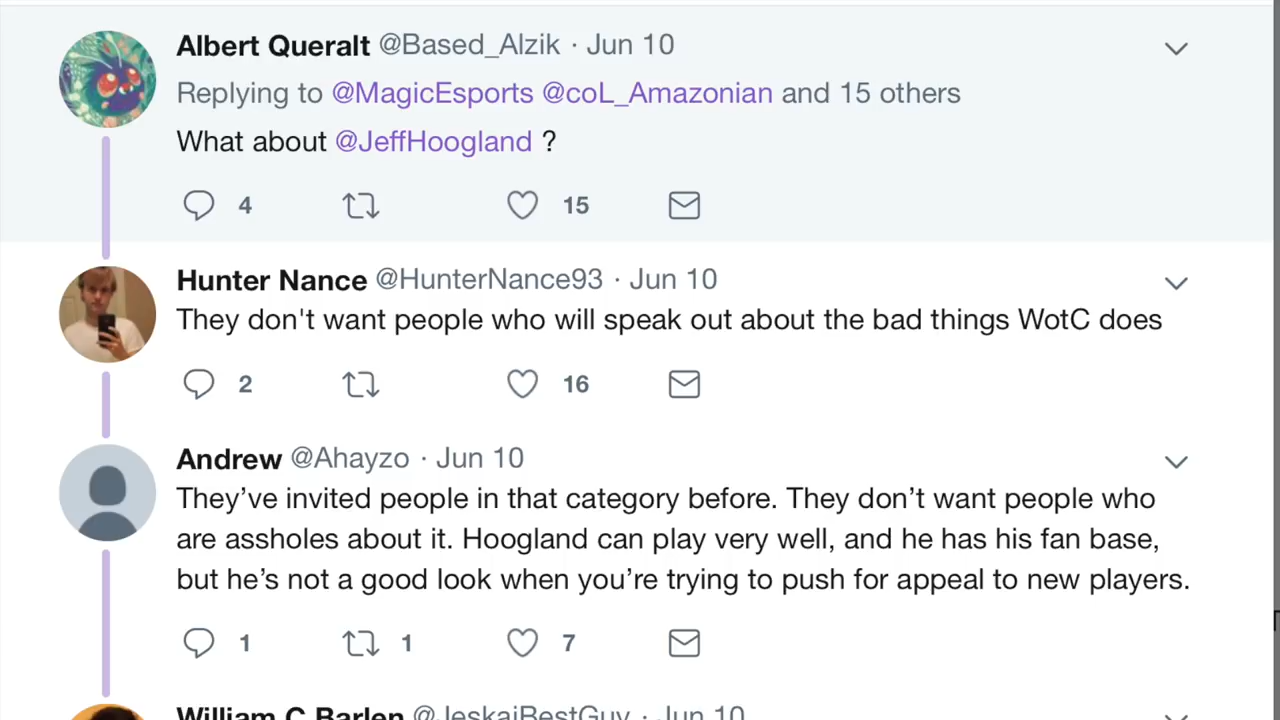 Albert Queralt @Based_Alzik · Jun 10
Replying to @MagicEsports @coL_Amazonian and 15 others
What about @JeffHoogland ?
4 15
Hunter Nance @HunterNance93 · Jun 10
They don't want people who will speak out about the bad things WotC does
2 16
Andrew @Ahayzo · Jun 10
They’ve invited people in that category before. They don’t want people who
are assholes about it. Hoogland can play very well, and he has his fan base,
but he’s not a good look when you’re trying to push for appeal to new players.
1 1 7
William C Barlen @JeskaiBestGuy · Jun 10